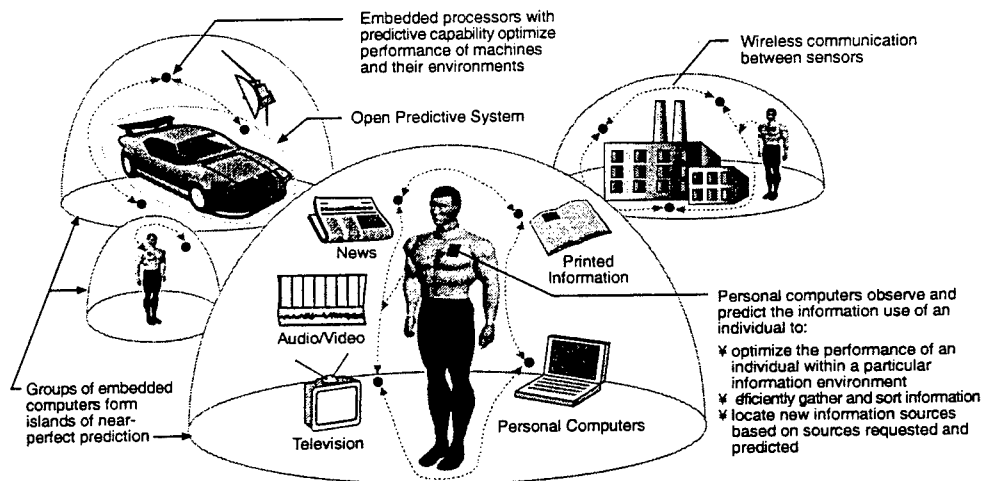 Embedded processors with
predictive capability optimize
performance of machines
and their environments
Wireless communication
between sensors
Open Predictive System
News
Printed
Information
Audio/Video
Television
Personal Computers
Groups of embedded
computers form
islands of near-
perfect prediction
Personal computers observe and
predict the information use of an
individual to:
¥ optimize the performance of an
individual within a particular
information environment
¥ efficiently gather and sort information
¥ locate new information sources
based on sources requested and
predicted